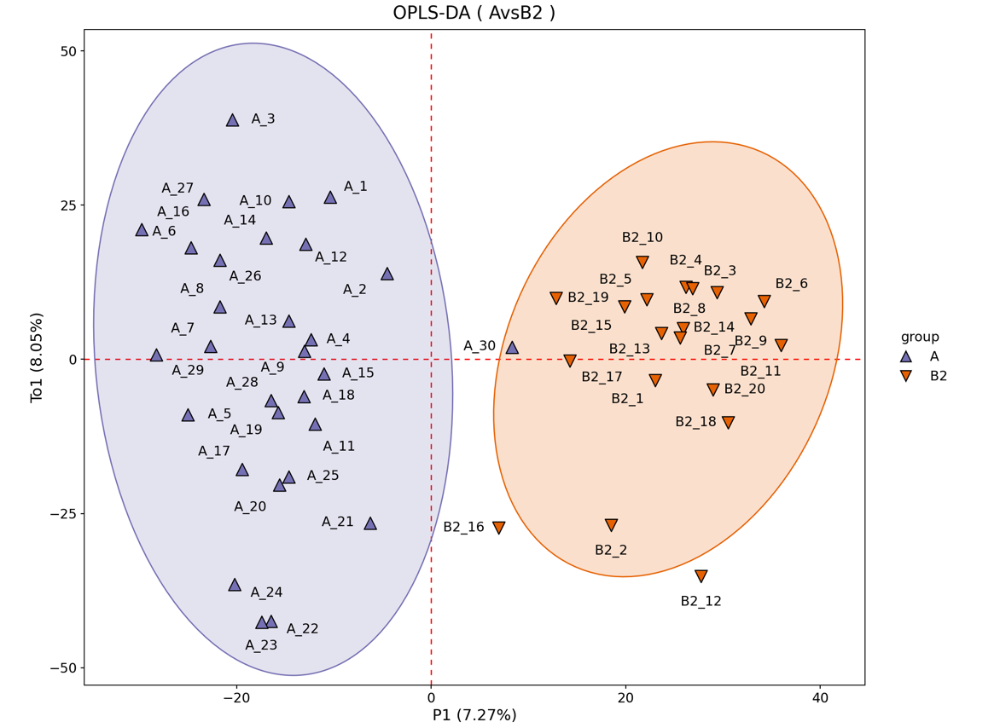 OPLS-DA ( AvsB2 )
50
25
0
−25
−50
To1 (8.05%)
−20
0
20
40
P1 (7.27%)
group
A
B2
A_3
A_27
A_1
A_10
A_16
A_14
A_6
A_12
A_26
A_8
A_2
A_13
A_7
A_4
A_29
A_9
A_15
A_28
A_18
A_5
A_19
A_11
A_17
A_25
A_20
A_21
A_24
A_22
A_23
A_30
B2_10
B2_4
B2_3
B2_5
B2_6
B2_19
B2_8
B2_15
B2_14
B2_9
B2_13
B2_7
B2_17
B2_11
B2_1
B2_20
B2_18
B2_16
B2_2
B2_12